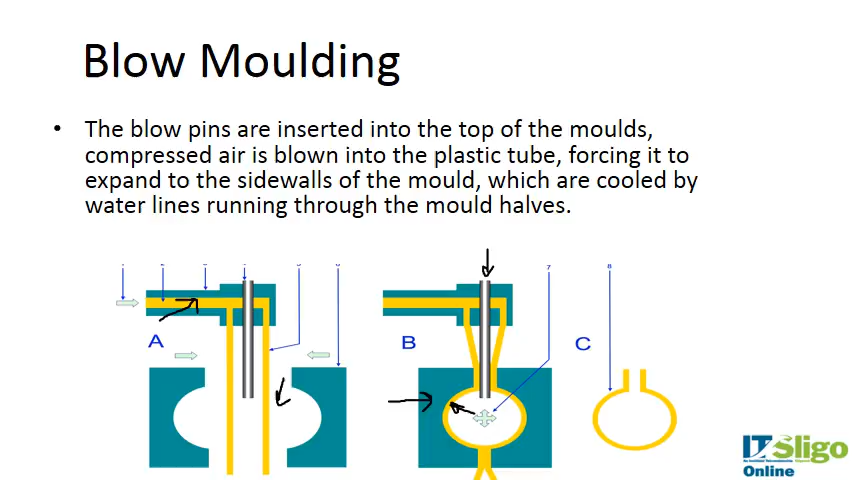 Blow Moulding
• The blow pins are inserted into the top of the moulds,
compressed air is blown into the plastic tube, forcing it to
expand to the sidewalls of the mould, which are cooled by
water lines running through the mould halves.
7 8
A B C
IT Sligo
Online